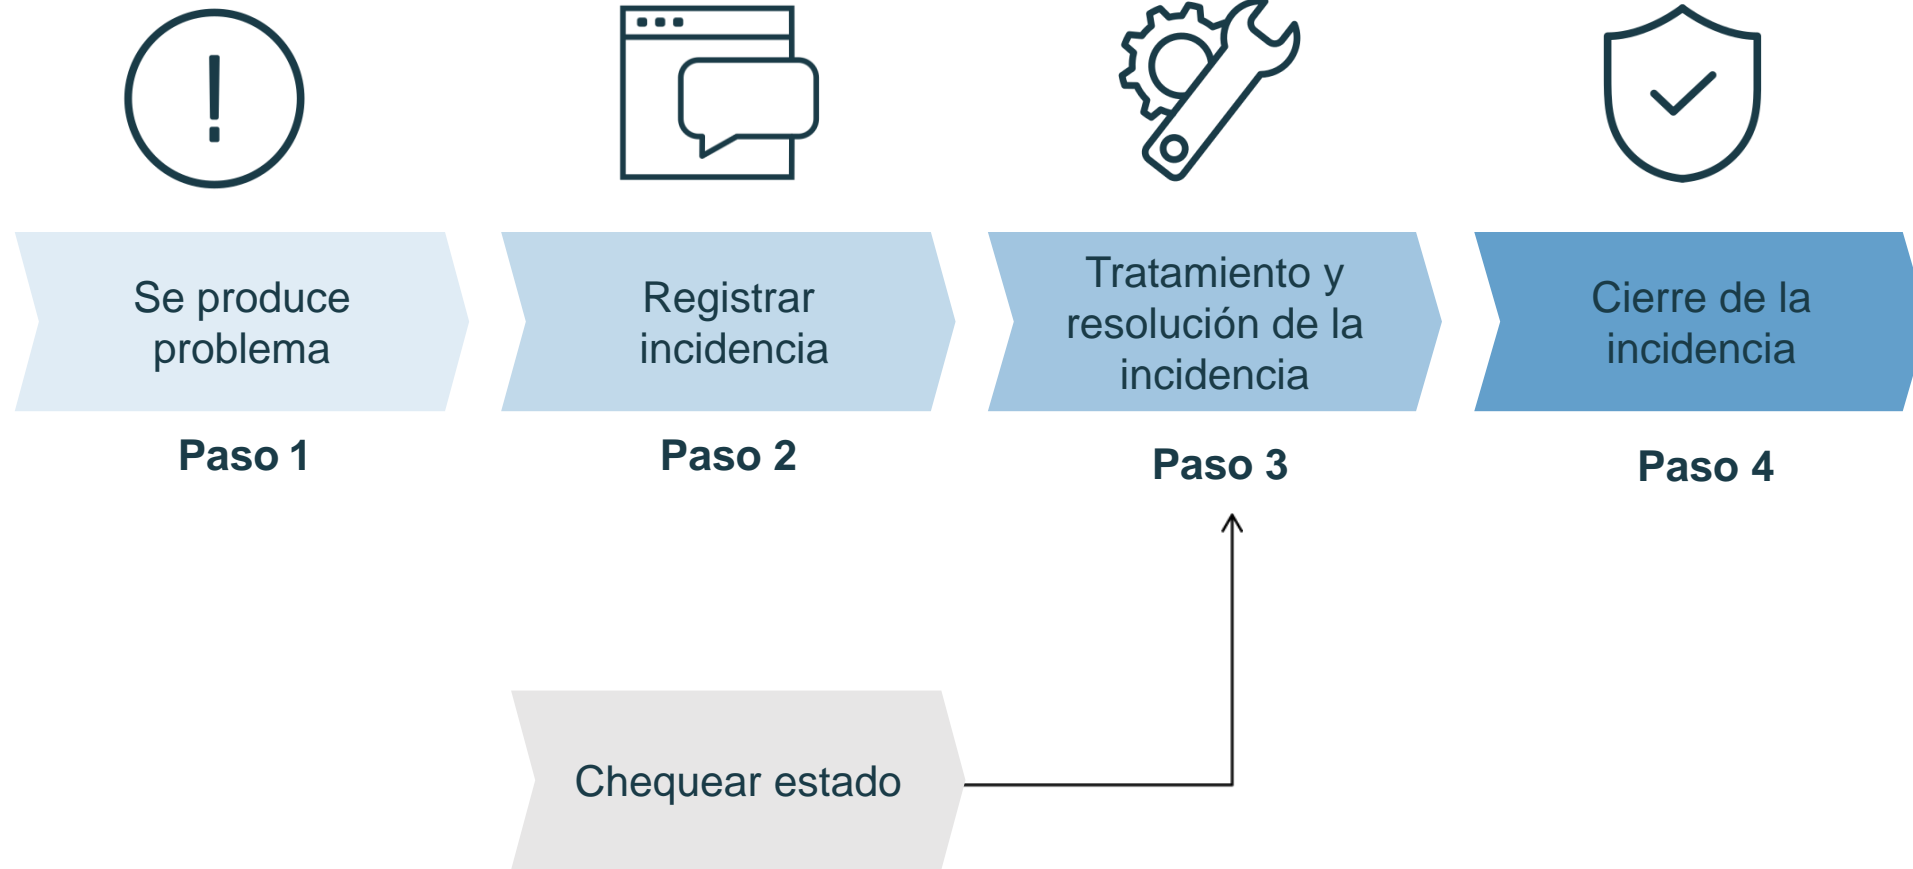 Se produce
problema
Registrar
incidencia
Tratamiento y
resolución de la
incidencia
Cierre de la
incidencia
Paso 1
Paso 2
Paso 3
Paso 4
Chequear estado